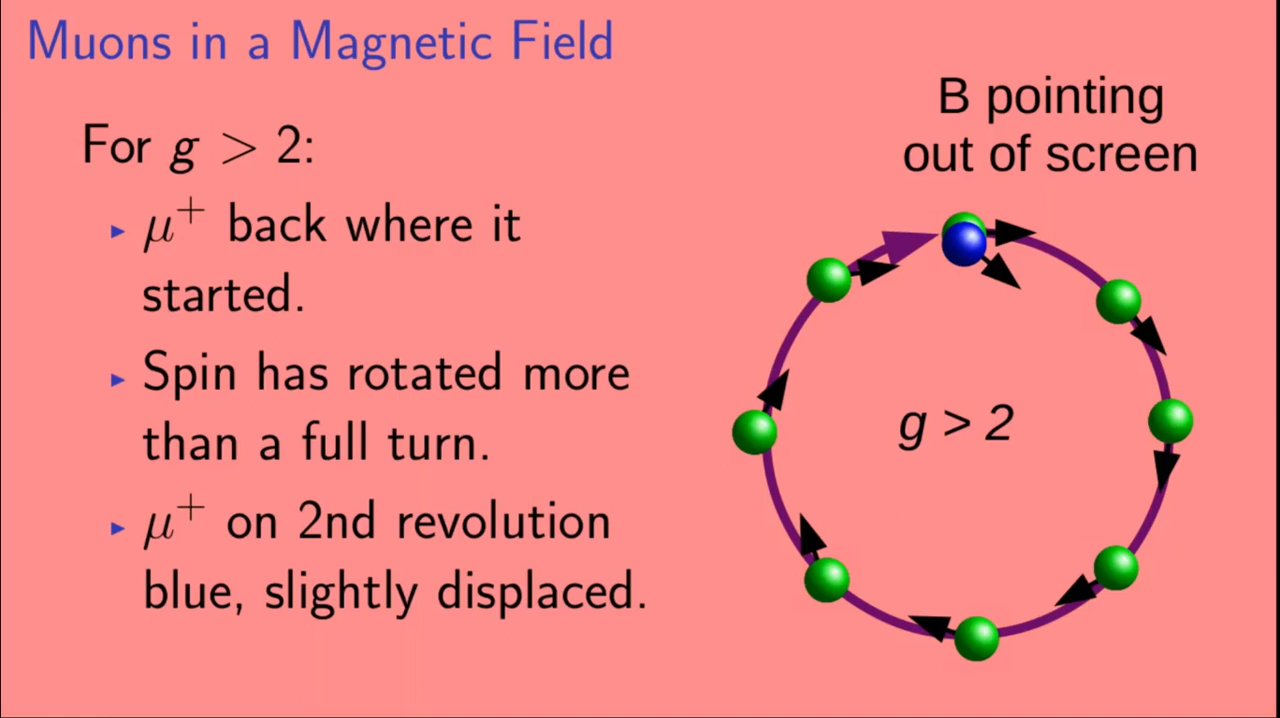 Muons in a Magnetic Field
B pointing
out of screen
For g > 2:
▸ μ⁺ back where it
started.
▸ Spin has rotated more
than a full turn.
▸ μ⁺ on 2nd revolution
blue, slightly displaced.
g > 2